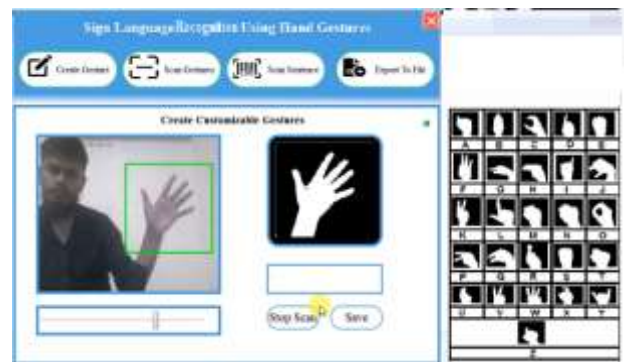 Sign Language Recognition Using Hand Gestures
Create Gesture
Scan Gestures
Scan Sentence
Export To File
Create Customizable Gestures
Stop Scan
Save
A B C D E
F G H I J
K L M N O
P Q R S T
U V W X Y
Z